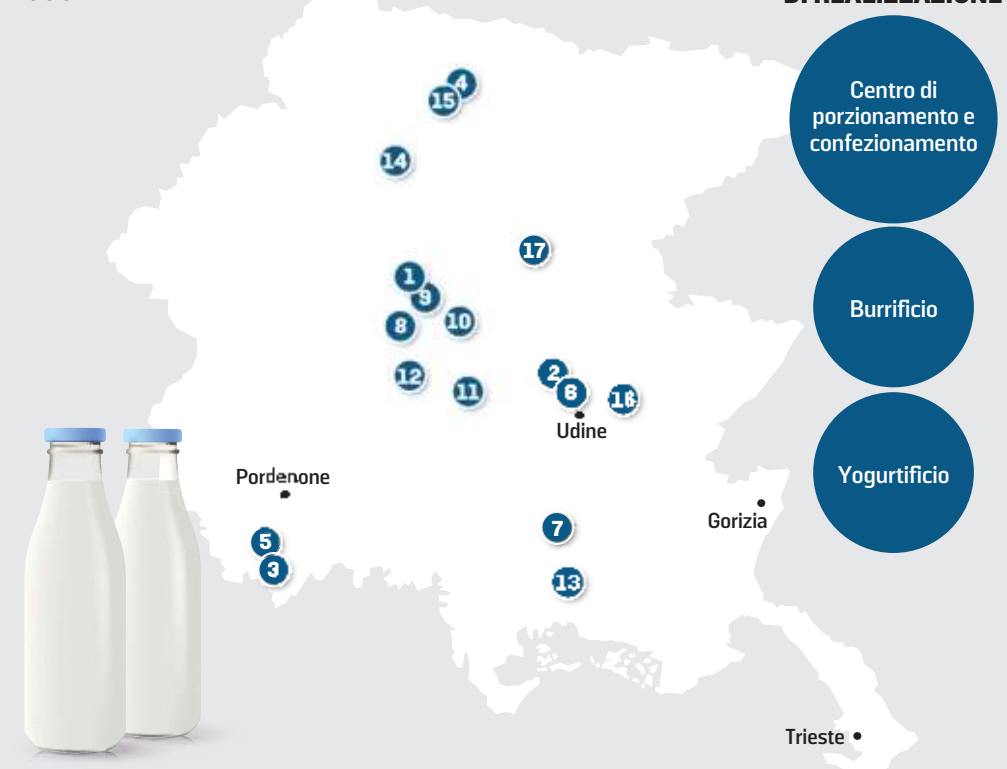 Centro di
porzionamento e
confezionamento
4
15
14
17
1
9
Burrificio
8
10
12
2
11
6
16
Udine
Yogurtificio
Pordenone
Gorizia
7
5
3
13
Trieste